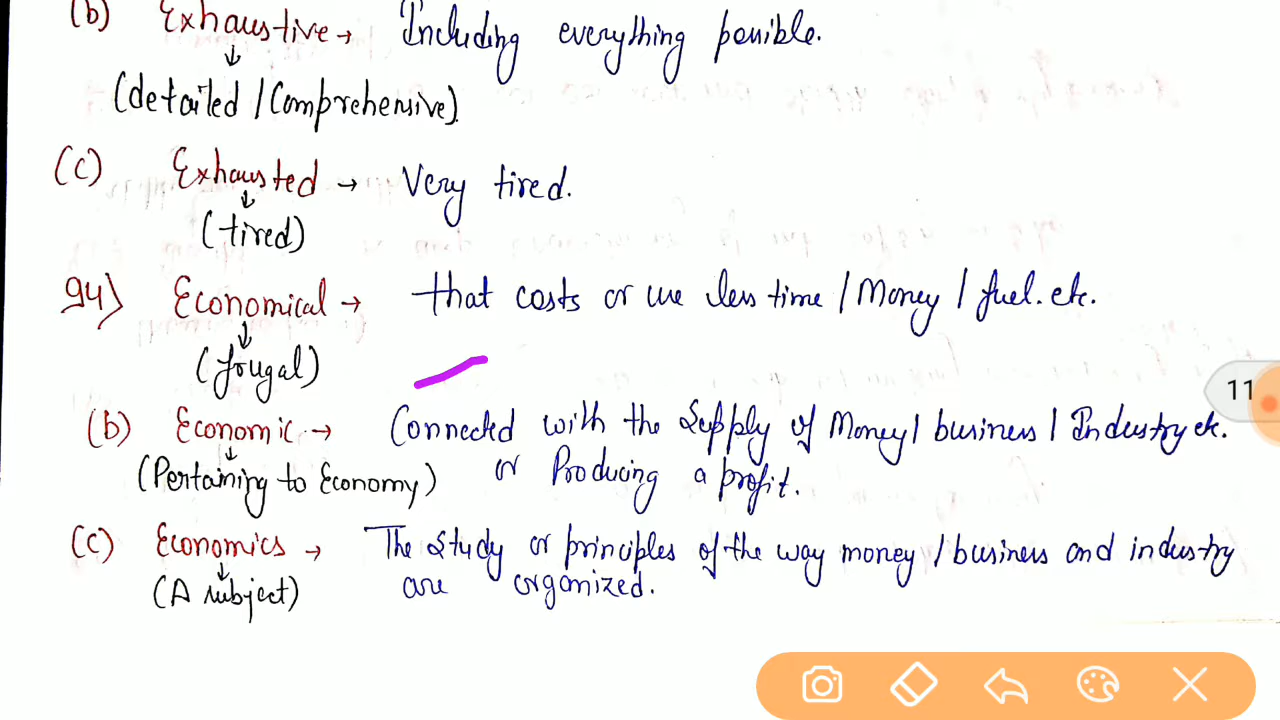 (b) Exhaustive → Including everything possible.
(detailed / Comprehensive)
(c) Exhausted → Very tired.
(tired)
94) Economical → that costs or use less time / Money / fuel. etc.
(frugal)
11
(b) Economic → Connected with the Supply of Money / business / Industry etc.
(Pertaining to Economy) or Producing a profit.
(c) Economics → The study or principles of the way money / business and industry
(A subject) are organized.